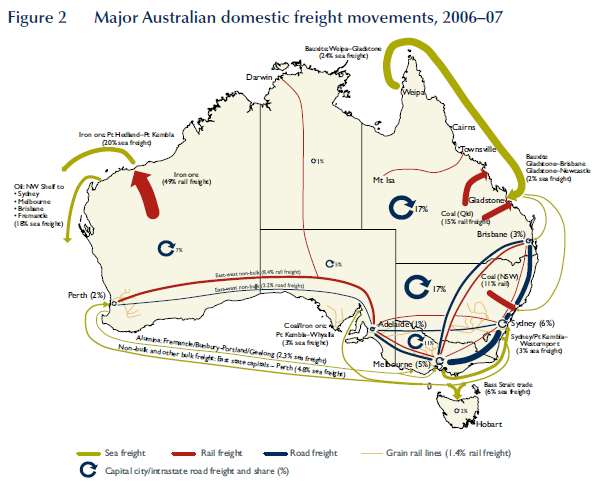 Figure 2 Major Australian domestic freight movements, 2006–07
Bauxite: Weipa–Gladstone
(24% sea freight)
Darwin
Weipa
Iron ore: Pt Hedland–Pt Kembla
(20% sea freight)
Cairns
Townsville
1%
Bauxite:
Gladstone–Brisbane
Gladstone–Newcastle
(2% sea freight)
Iron ore
(49% rail freight)
Mt Isa
Oil: NW Shelf to
• Sydney
• Melbourne
• Brisbane
• Fremantle
(18% sea freight)
Gladstone
17%
Coal (Qld)
(15% rail freight)
Brisbane (3%)
7%
5%
East-west non-bulk (8.4% rail freight)
Coal (NSW)
(11% rail)
East-west non-bulk (2.2% road freight)
17%
Perth (2%)
Coal/Iron ore:
Pt Kembla–Whyalla
(3% sea freight)
Adelaide (1%)
Sydney (6%)
Alumina: Fremantle/Bunbury–Portland/Geelong (2.3% sea freight)
11%
Sydney/Pt Kembla–
Westernport
(3% sea freight)
Non-bulk and other bulk freight: East state capitals – Perth (4.8% sea freight)
Melbourne (5%)
Bass Strait trade
(6% sea freight)
2%
Hobart
Sea freight Rail freight Road freight Grain rail lines (1.4% rail freight)
Capital city/intrastate road freight and share (%)